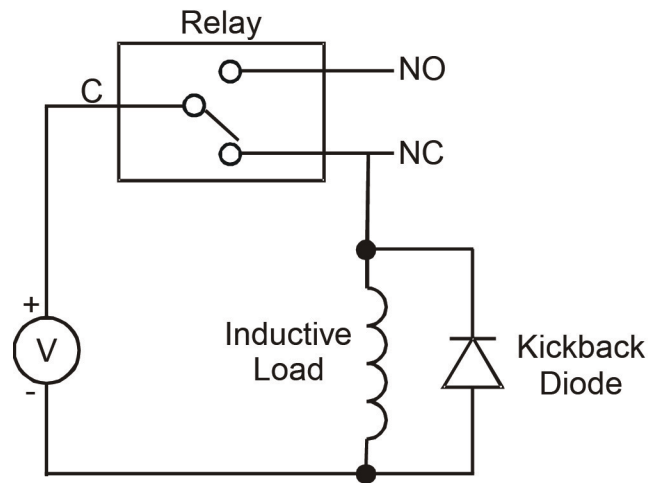 Relay
C
NO
NC
+
V
-
Inductive
Load
Kickback
Diode